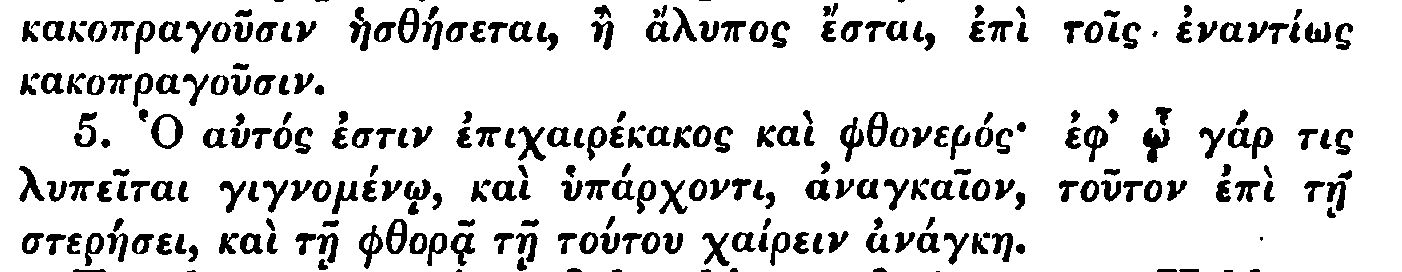 κακοπραγοῦσιν ἡσθήσεται, ἢ ἄλυπος ἔσται, ἐπὶ τοῖς ἐναντίως
κακοπραγοῦσιν.
5. Ὁ αὐτός ἐστιν ἐπιχαιρέκακος καὶ φθονερός· ἐφ’ ᾧ γάρ τις
λυπεῖται γιγνομένῳ, καὶ ὑπάρχοντι, ἀναγκαῖον, τοῦτον ἐπὶ τῇ
στερήσει, καὶ τῇ φθορᾷ τῇ τούτου χαίρειν ἀνάγκη.